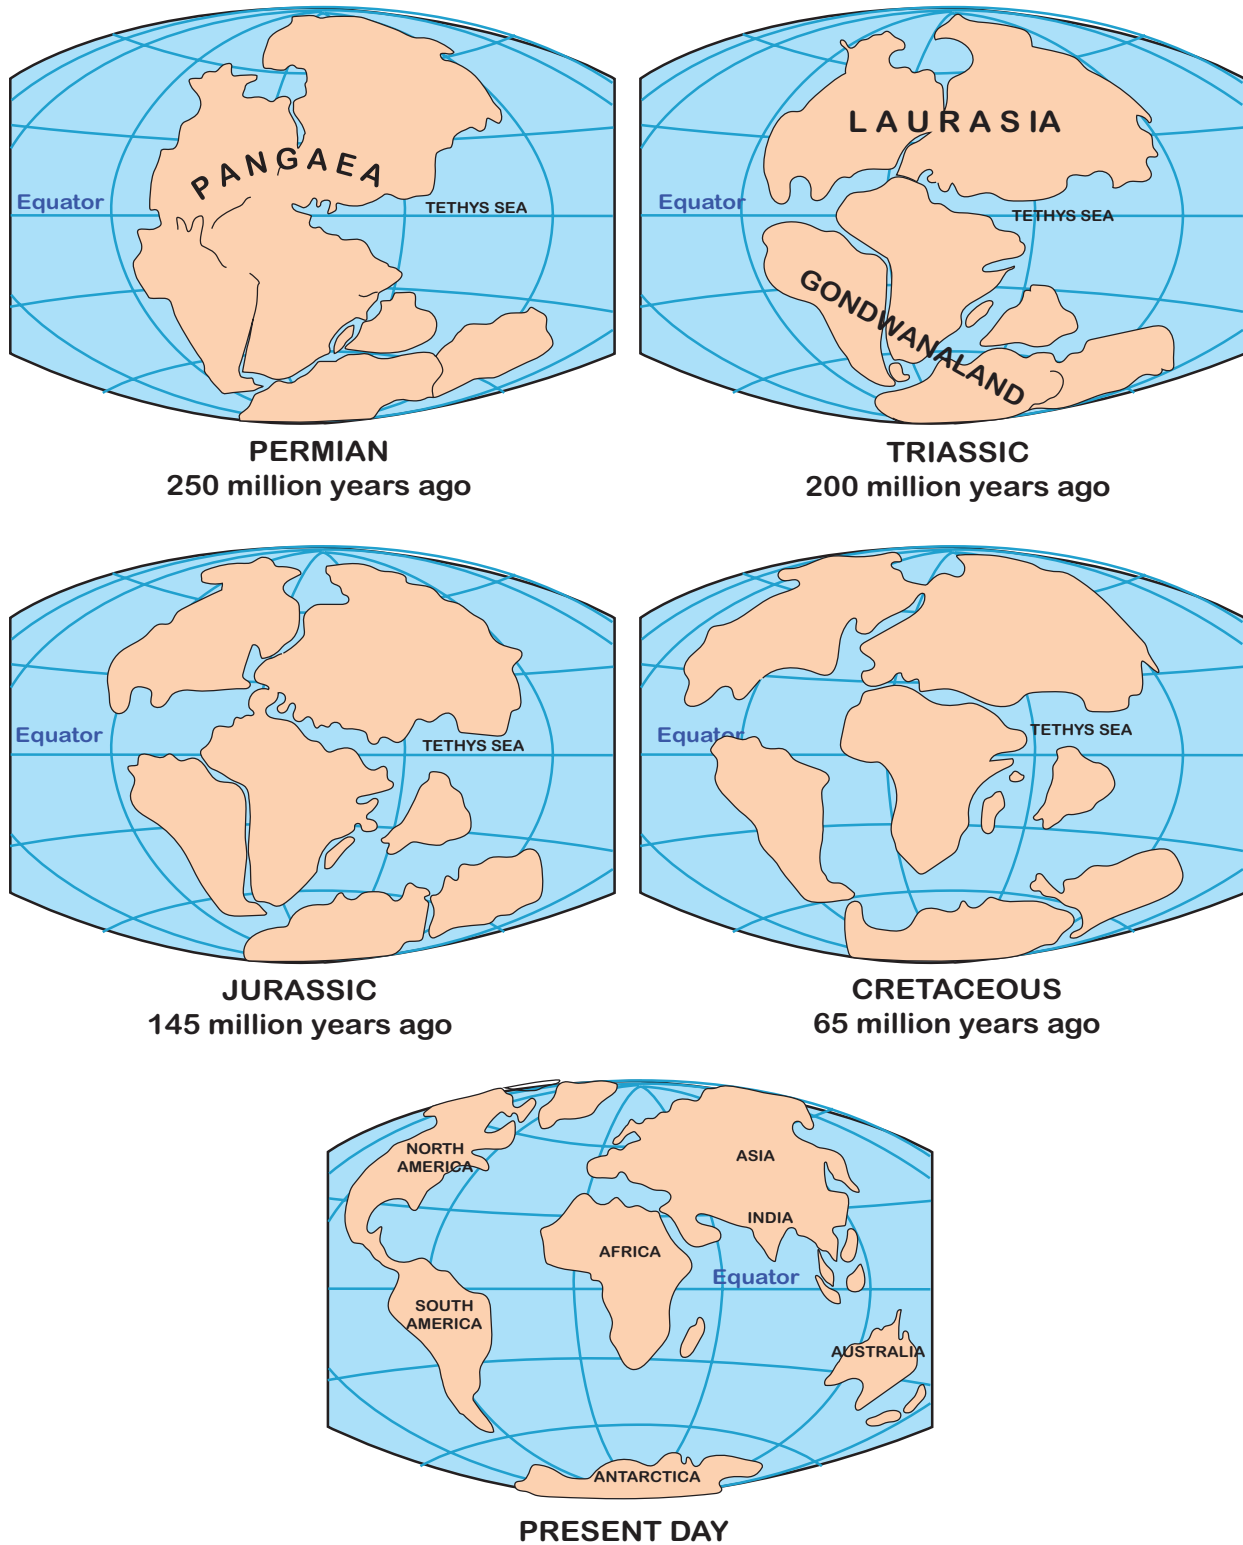 PANGAEA
Equator
TETHYS SEA
PERMIAN
250 million years ago
LAURASIA
Equator
TETHYS SEA
GONDWANALAND
TRIASSIC
200 million years ago
Equator
TETHYS SEA
JURASSIC
145 million years ago
Equator
TETHYS SEA
CRETACEOUS
65 million years ago
NORTH
AMERICA
ASIA
INDIA
AFRICA
Equator
SOUTH
AMERICA
AUSTRALIA
ANTARCTICA
PRESENT DAY